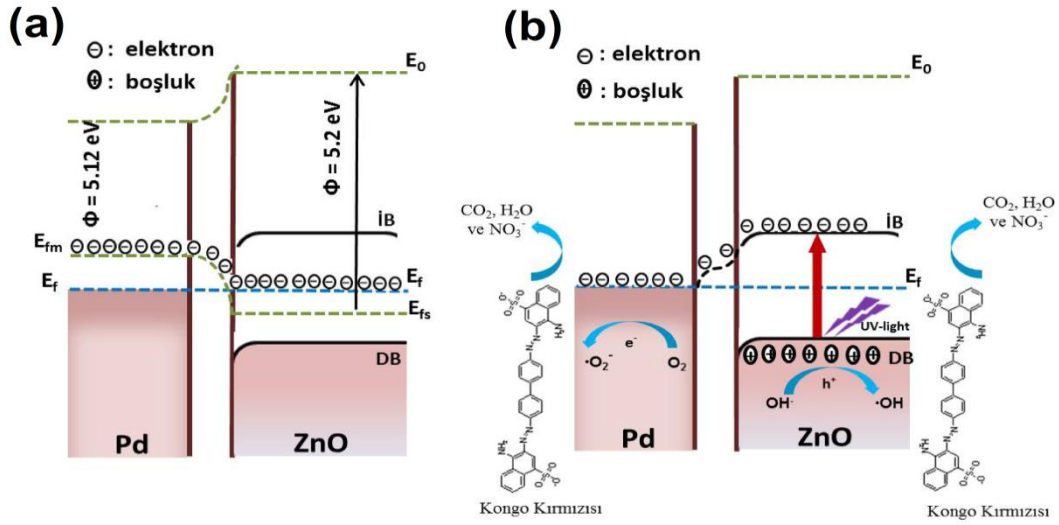 (a)
⊖ : elektron
⊕ : boşluk
E₀
Φ = 5.12 eV
Φ = 5.2 eV
İB
Efm
Ef
Ef
Efs
DB
Pd
ZnO
(b)
⊖ : elektron
⊕ : boşluk
E₀
CO₂, H₂O
ve NO₃⁻
İB
Ef
UV-light
DB
e⁻
•O₂⁻
O₂
h⁺
OH⁻
•OH
Pd
ZnO
Kongo Kırmızısı
CO₂, H₂O
ve NO₃⁻
Kongo Kırmızısı